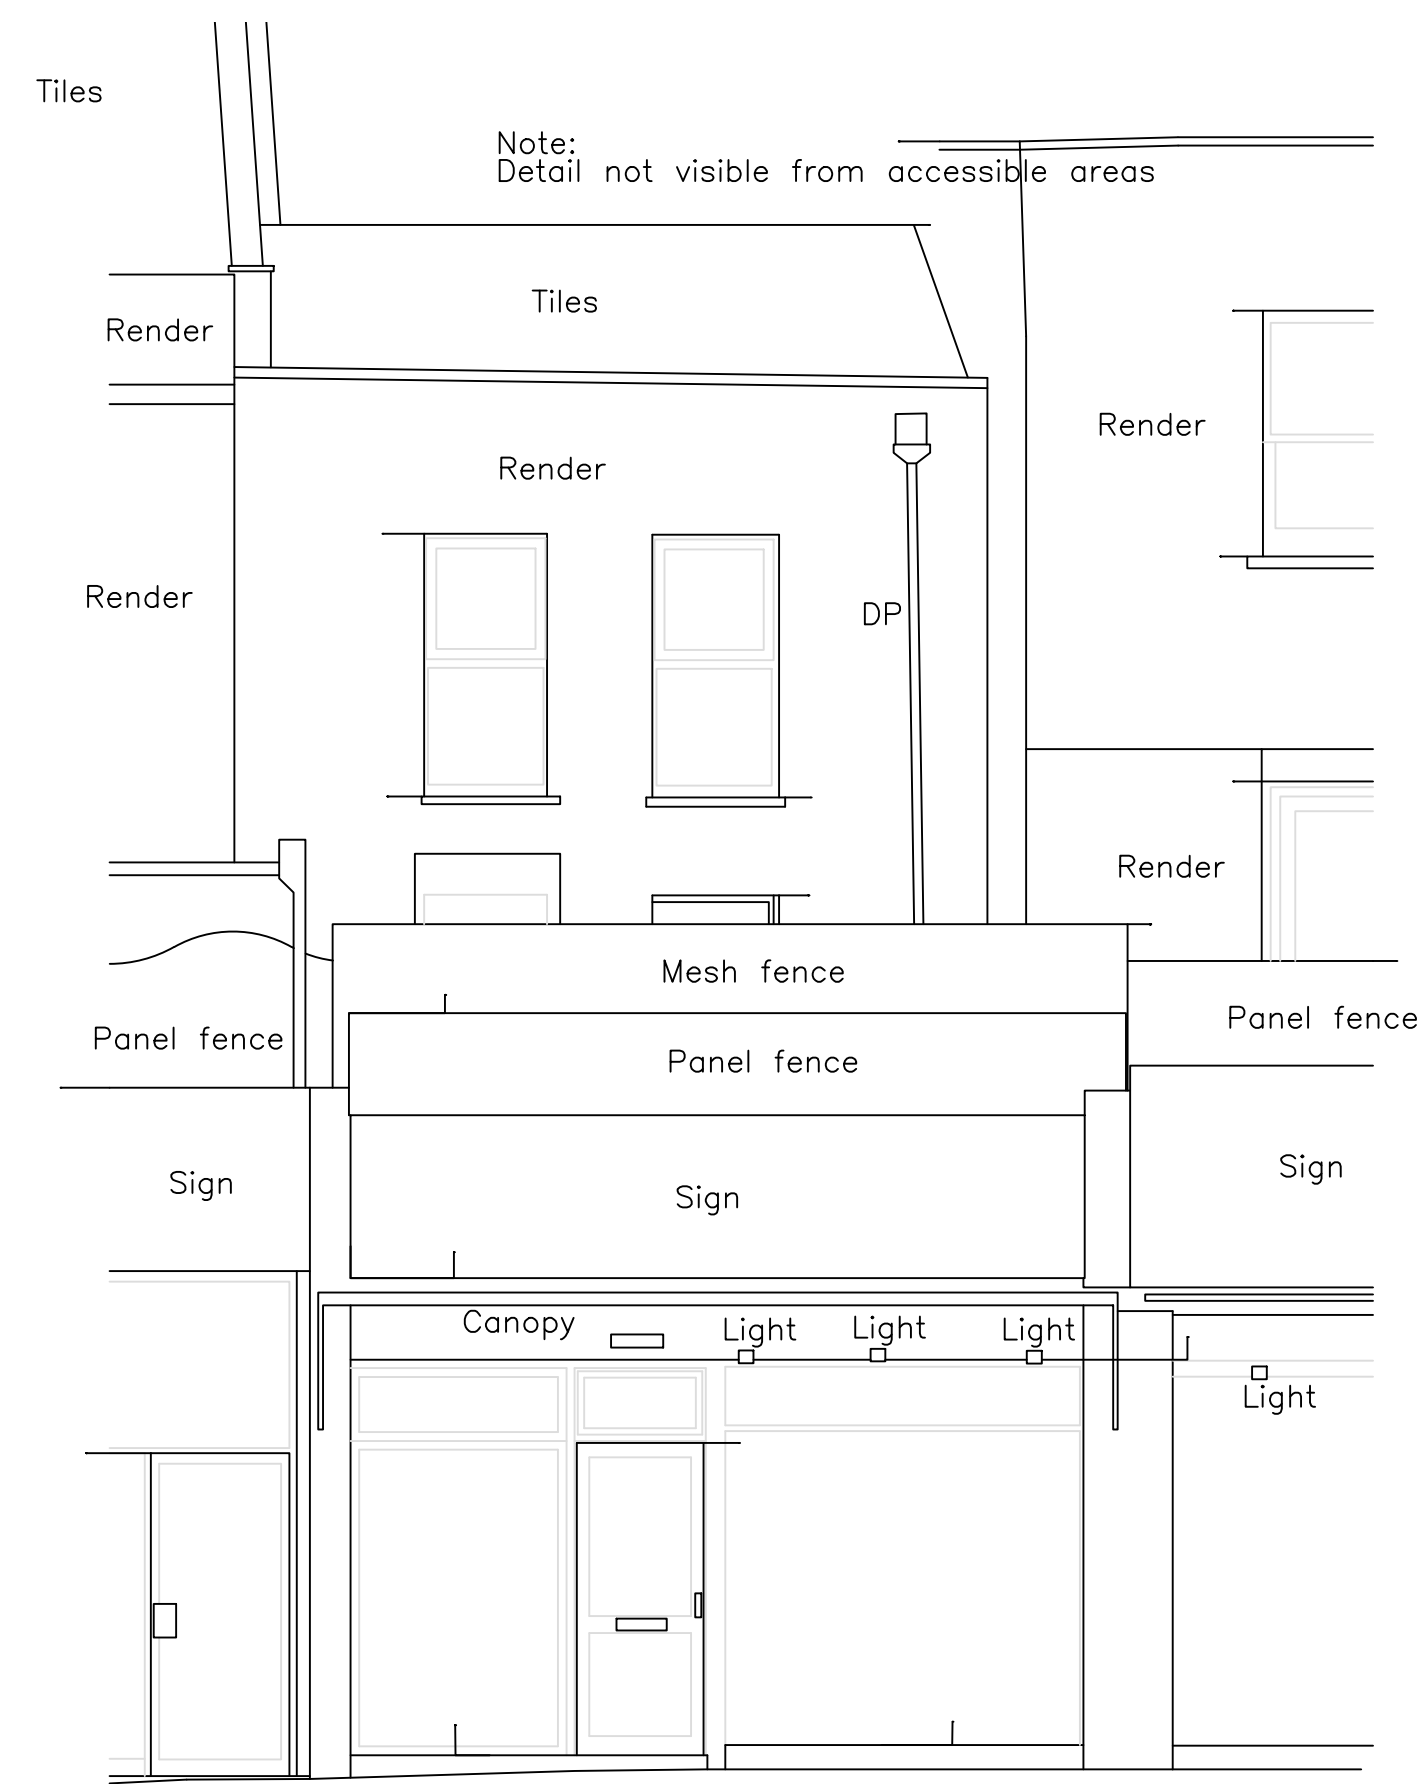 Tiles
Note:
Detail not visible from accessible areas
Tiles
Render
Render
Render
Render
DP
Render
Mesh fence
Panel fence
Panel fence
Panel fence
Sign
Sign
Sign
Canopy
Light
Light
Light
Light